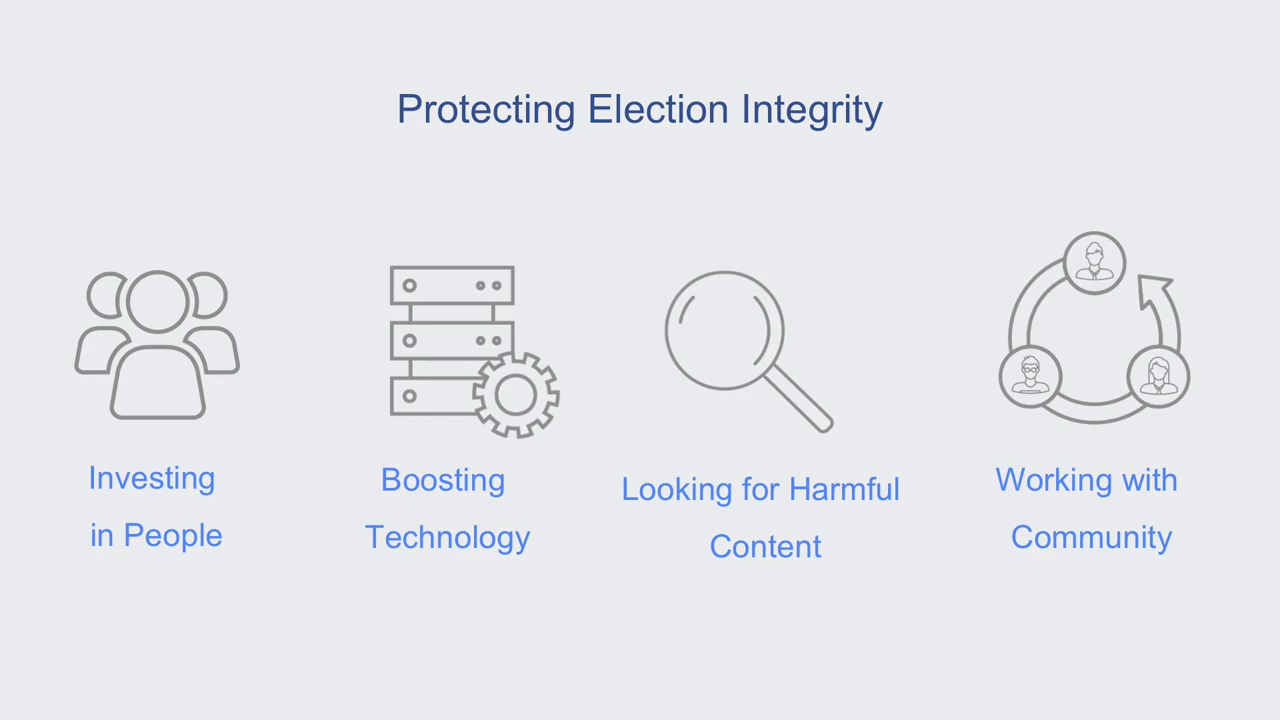 Protecting Election Integrity
Investing
in People
Boosting
Technology
Looking for Harmful
Content
Working with
Community